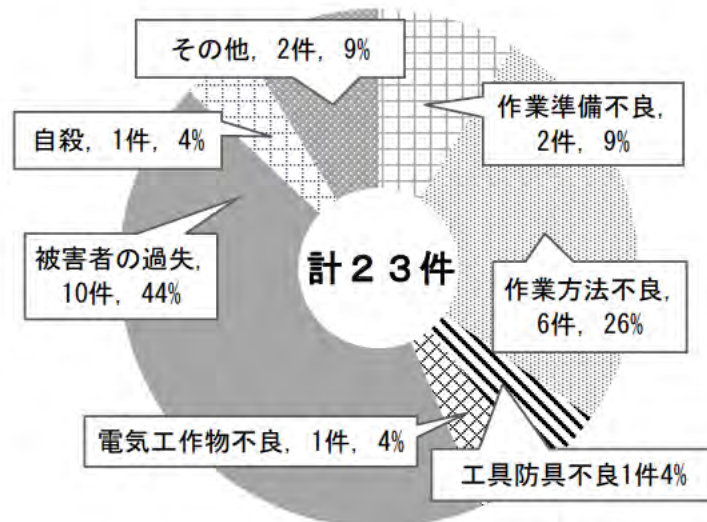 その他, 2件, 9%
作業準備不良,
2件, 9%
自殺, 1件, 4%
被害者の過失,
10件, 44%
計２３件
作業方法不良,
6件, 26%
電気工作物不良, 1件, 4%
工具防具不良1件4%